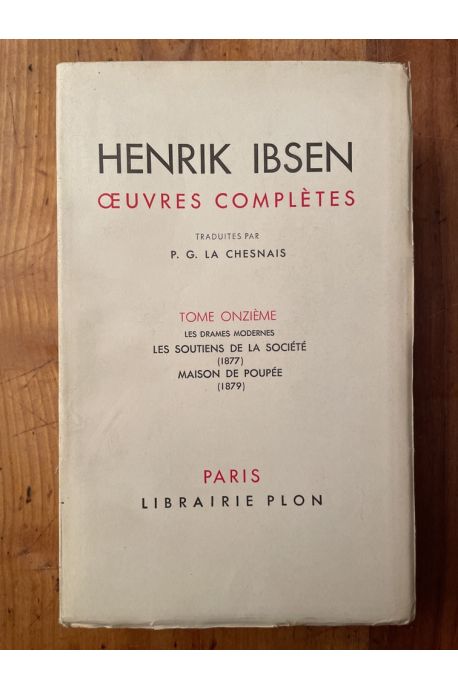 HENRIK IBSEN
ŒUVRES COMPLÈTES
TRADUITES PAR
P. G. LA CHESNAIS
TOME ONZIÈME
LES DRAMES MODERNES
LES SOUTIENS DE LA SOCIÉTÉ
(1877)
MAISON DE POUPÉE
(1879)
PARIS
LIBRAIRIE PLON